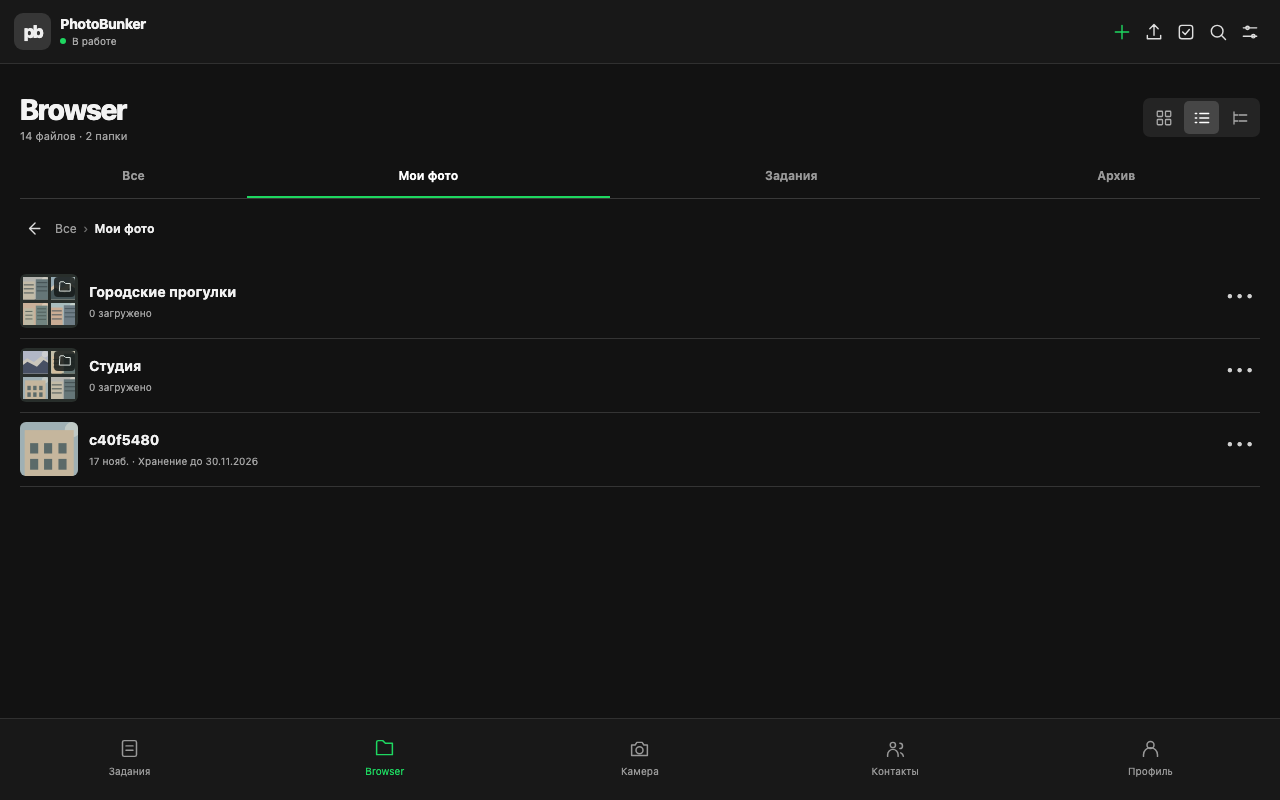 pb
PhotoBunker
В работе
Browser
14 файлов · 2 папки
Все
Мои фото
Задания
Архив
Все › Мои фото
Городские прогулки
0 загружено
Студия
0 загружено
c40f5480
17 нояб. · Хранение до 30.11.2026
Задания
Browser
Камера
Контакты
Профиль